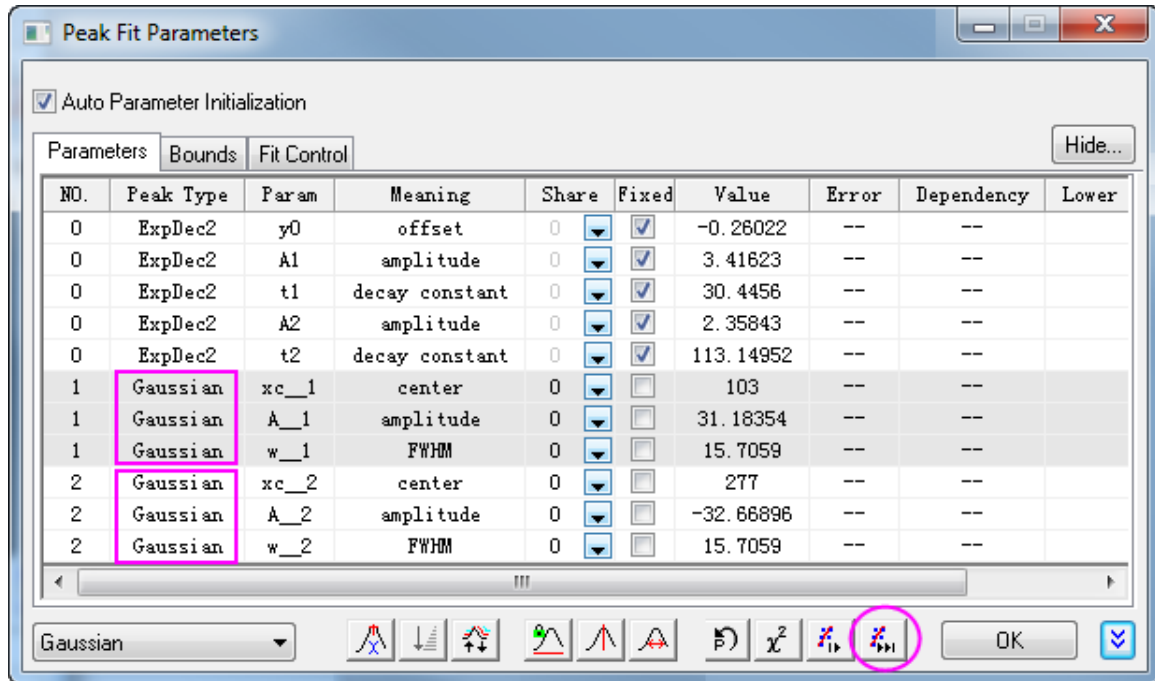 Peak Fit Parameters
Auto Parameter Initialization
Parameters Bounds Fit Control Hide...
NO. Peak Type Param Meaning Share Fixed Value Error Dependency Lower
0 ExpDec2 y0 offset 0 -0.26022 -- --
0 ExpDec2 A1 amplitude 0 3.41623 -- --
0 ExpDec2 t1 decay constant 0 30.4456 -- --
0 ExpDec2 A2 amplitude 0 2.35843 -- --
0 ExpDec2 t2 decay constant 0 113.14952 -- --
1 Gaussian xc__1 center 0 103 -- --
1 Gaussian A__1 amplitude 0 31.18354 -- --
1 Gaussian w__1 FWHM 0 15.7059 -- --
2 Gaussian xc__2 center 0 277 -- --
2 Gaussian A__2 amplitude 0 -32.66896 -- --
2 Gaussian w__2 FWHM 0 15.7059 -- --
Gaussian χ² OK